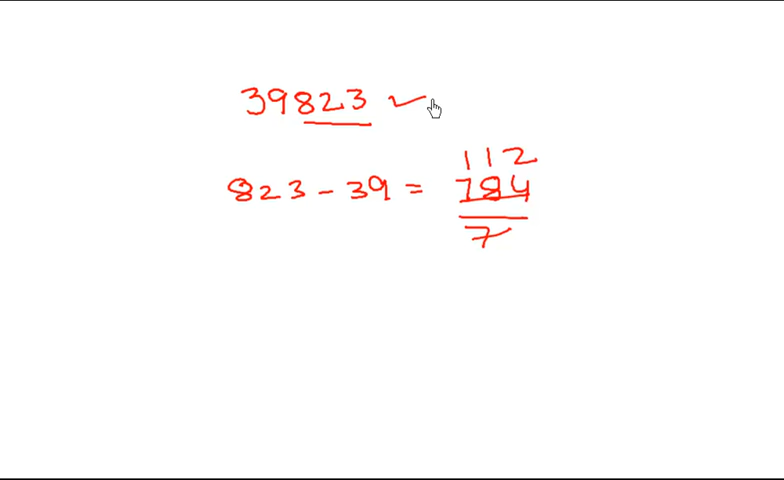 39823 ✓
112
823 - 39 = 784
7